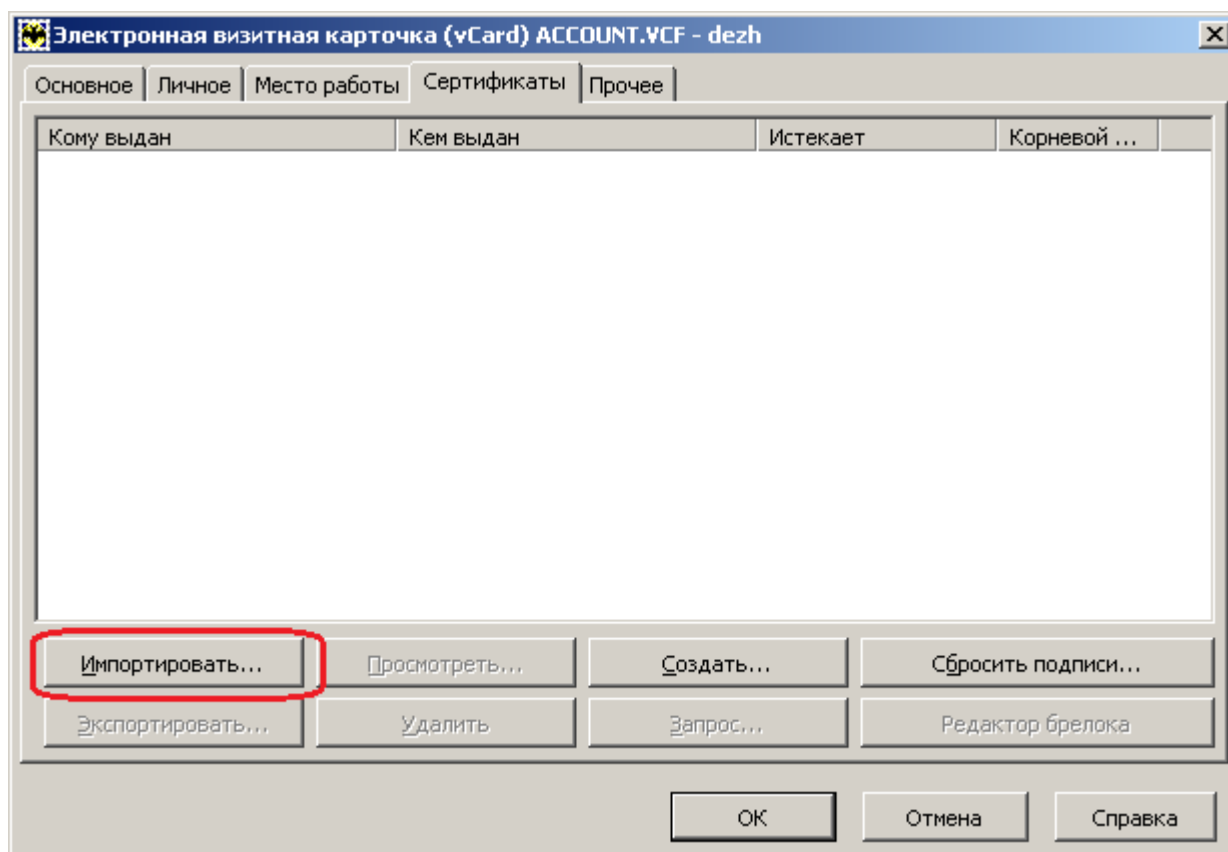 Электронная визитная карточка (vCard) ACCOUNT.VCF - dezh
Основное Личное Место работы Сертификаты Прочее
Кому выдан Кем выдан Истекает Корневой ...
Импортировать... Просмотреть... Создать... Сбросить подписи...
Экспортировать... Удалить Запрос... Редактор брелока
ОК Отмена Справка